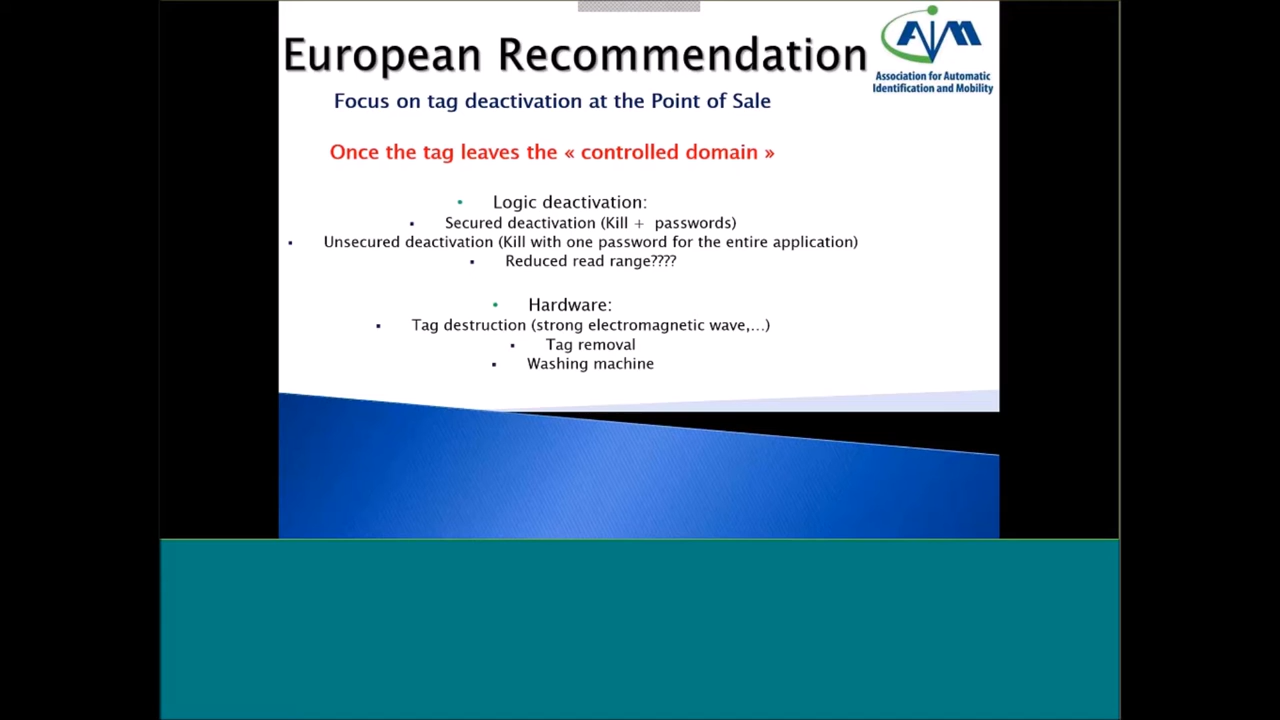 European Recommendation
AIM
Association for Automatic
Identification and Mobility
Focus on tag deactivation at the Point of Sale
Once the tag leaves the « controlled domain »
• Logic deactivation:
▪ Secured deactivation (Kill + passwords)
▪ Unsecured deactivation (Kill with one password for the entire application)
▪ Reduced read range????
• Hardware:
▪ Tag destruction (strong electromagnetic wave,...)
▪ Tag removal
▪ Washing machine